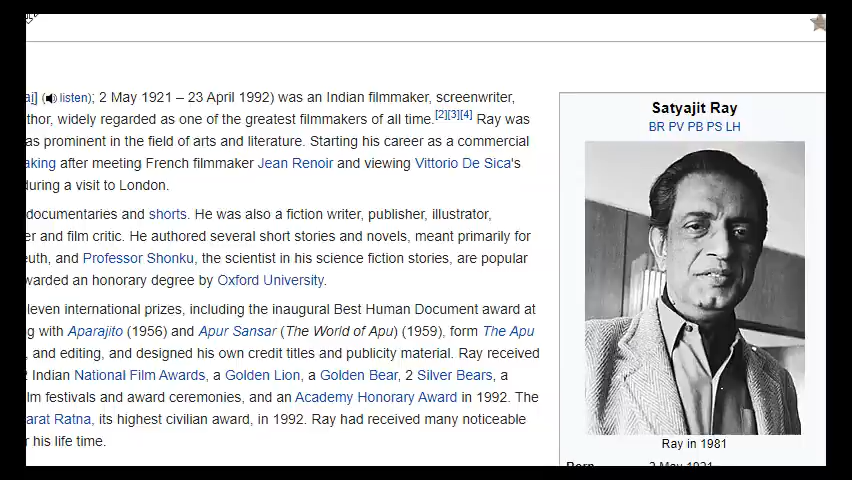 ai] (listen); 2 May 1921 – 23 April 1992) was an Indian filmmaker, screenwriter,
thor, widely regarded as one of the greatest filmmakers of all time.[2][3][4] Ray was
as prominent in the field of arts and literature. Starting his career as a commercial
aking after meeting French filmmaker Jean Renoir and viewing Vittorio De Sica's
during a visit to London.
documentaries and shorts. He was also a fiction writer, publisher, illustrator,
er and film critic. He authored several short stories and novels, meant primarily for
euth, and Professor Shonku, the scientist in his science fiction stories, are popular
warded an honorary degree by Oxford University.
leven international prizes, including the inaugural Best Human Document award at
g with Aparajito (1956) and Apur Sansar (The World of Apu) (1959), form The Apu
, and editing, and designed his own credit titles and publicity material. Ray received
2 Indian National Film Awards, a Golden Lion, a Golden Bear, 2 Silver Bears, a
lm festivals and award ceremonies, and an Academy Honorary Award in 1992. The
arat Ratna, its highest civilian award, in 1992. Ray had received many noticeable
r his life time.
Satyajit Ray
BR PV PB PS LH
Ray in 1981
Born 2 May 1921